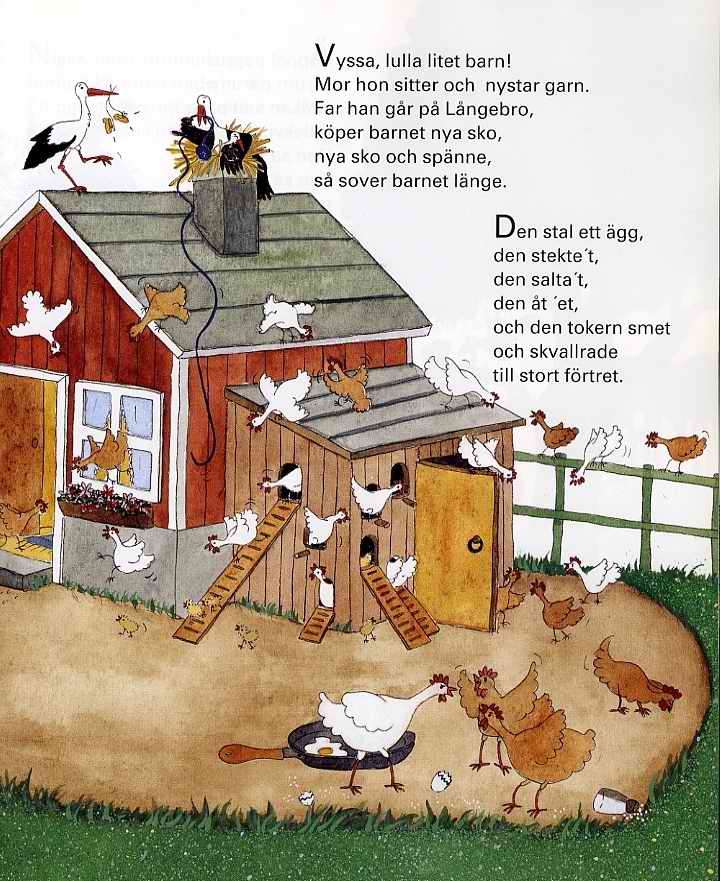 Vyssa, lulla litet barn!
Mor hon sitter och nystar garn.
Far han går på Långebro,
köper barnet nya sko,
nya sko och spänne,
så sover barnet länge.
Den stal ett ägg,
den stekte´t,
den salta´t,
den åt ´et,
och den tokern smet
och skvallrade
till stort förtret.